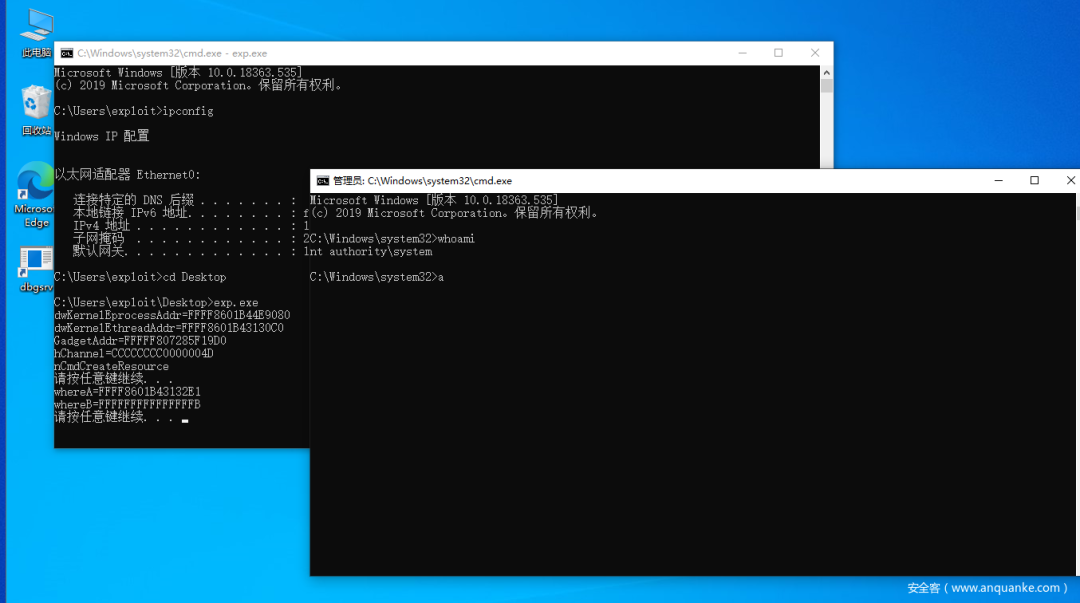 此电脑
回收站
Microso
Edge
dbgsrv
C:\Windows\system32\cmd.exe - exp.exe
Microsoft Windows [版本 10.0.18363.535]
(c) 2019 Microsoft Corporation。保留所有权利。
C:\Users\exploit>ipconfig
Windows IP 配置
以太网适配器 Ethernet0:
连接特定的 DNS 后缀 . . . . . . . :
本地链接 IPv6 地址. . . . . . . . : f
IPv4 地址 . . . . . . . . . . . . : 1
子网掩码 . . . . . . . . . . . . : 2
默认网关. . . . . . . . . . . . . : 1
C:\Users\exploit>cd Desktop
C:\Users\exploit\Desktop>exp.exe
dwKernelEprocessAddr=FFFF8601B44E9080
dwKernelEthreadAddr=FFFF8601B43130C0
GadgetAddr=FFFFF807285F19D0
hChannel=CCCCCCCC0000004D
nCmdCreateResource
请按任意键继续. . .
whereA=FFFF8601B43132E1
whereB=FFFFFFFFFFFFFFFB
请按任意键继续. . .
管理员: C:\Windows\system32\cmd.exe
Microsoft Windows [版本 10.0.18363.535]
(c) 2019 Microsoft Corporation。保留所有权利。
C:\Windows\system32>whoami
nt authority\system
C:\Windows\system32>a
安全客 ( www.anquanke.com )